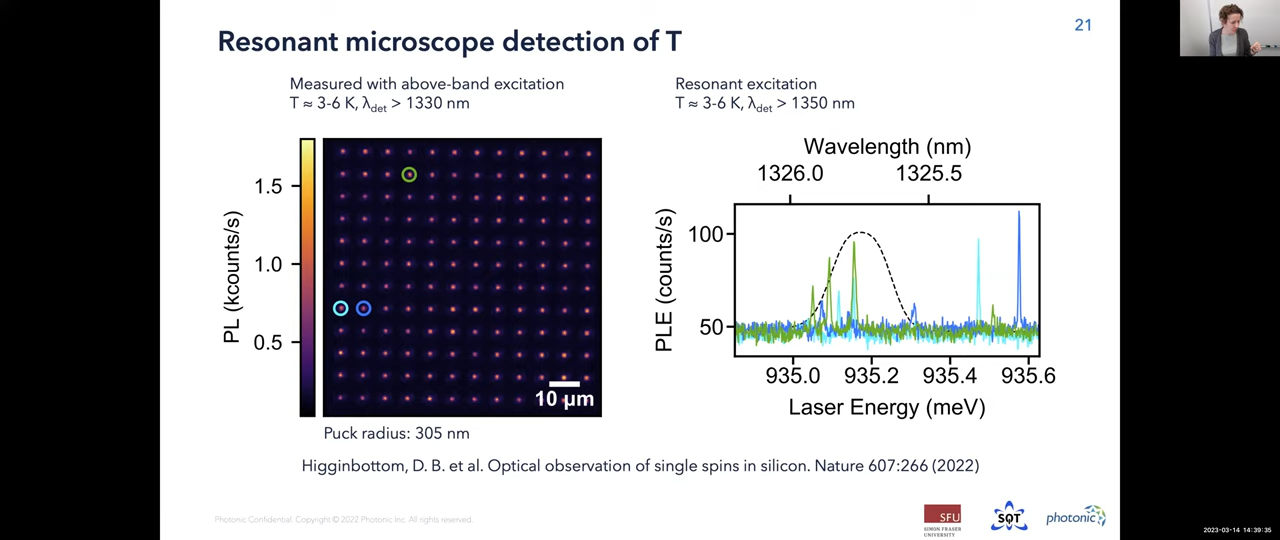 21
Resonant microscope detection of T
Measured with above-band excitation
T ≈ 3-6 K, λdet > 1330 nm
Resonant excitation
T ≈ 3-6 K, λdet > 1350 nm
PL (kcounts/s)
1.5
1.0
0.5
10 µm
Puck radius: 305 nm
Wavelength (nm)
1326.0 1325.5
PLE (counts/s)
100
50
935.0 935.2 935.4 935.6
Laser Energy (meV)
Higginbottom, D. B. et al. Optical observation of single spins in silicon. Nature 607:266 (2022)
Photonic Confidential. Copyright © 2022 Photonic Inc. All rights reserved.
SFU
SIMON FRASER
UNIVERSITY
SQT
photonic
2023-03-14 14:39:35